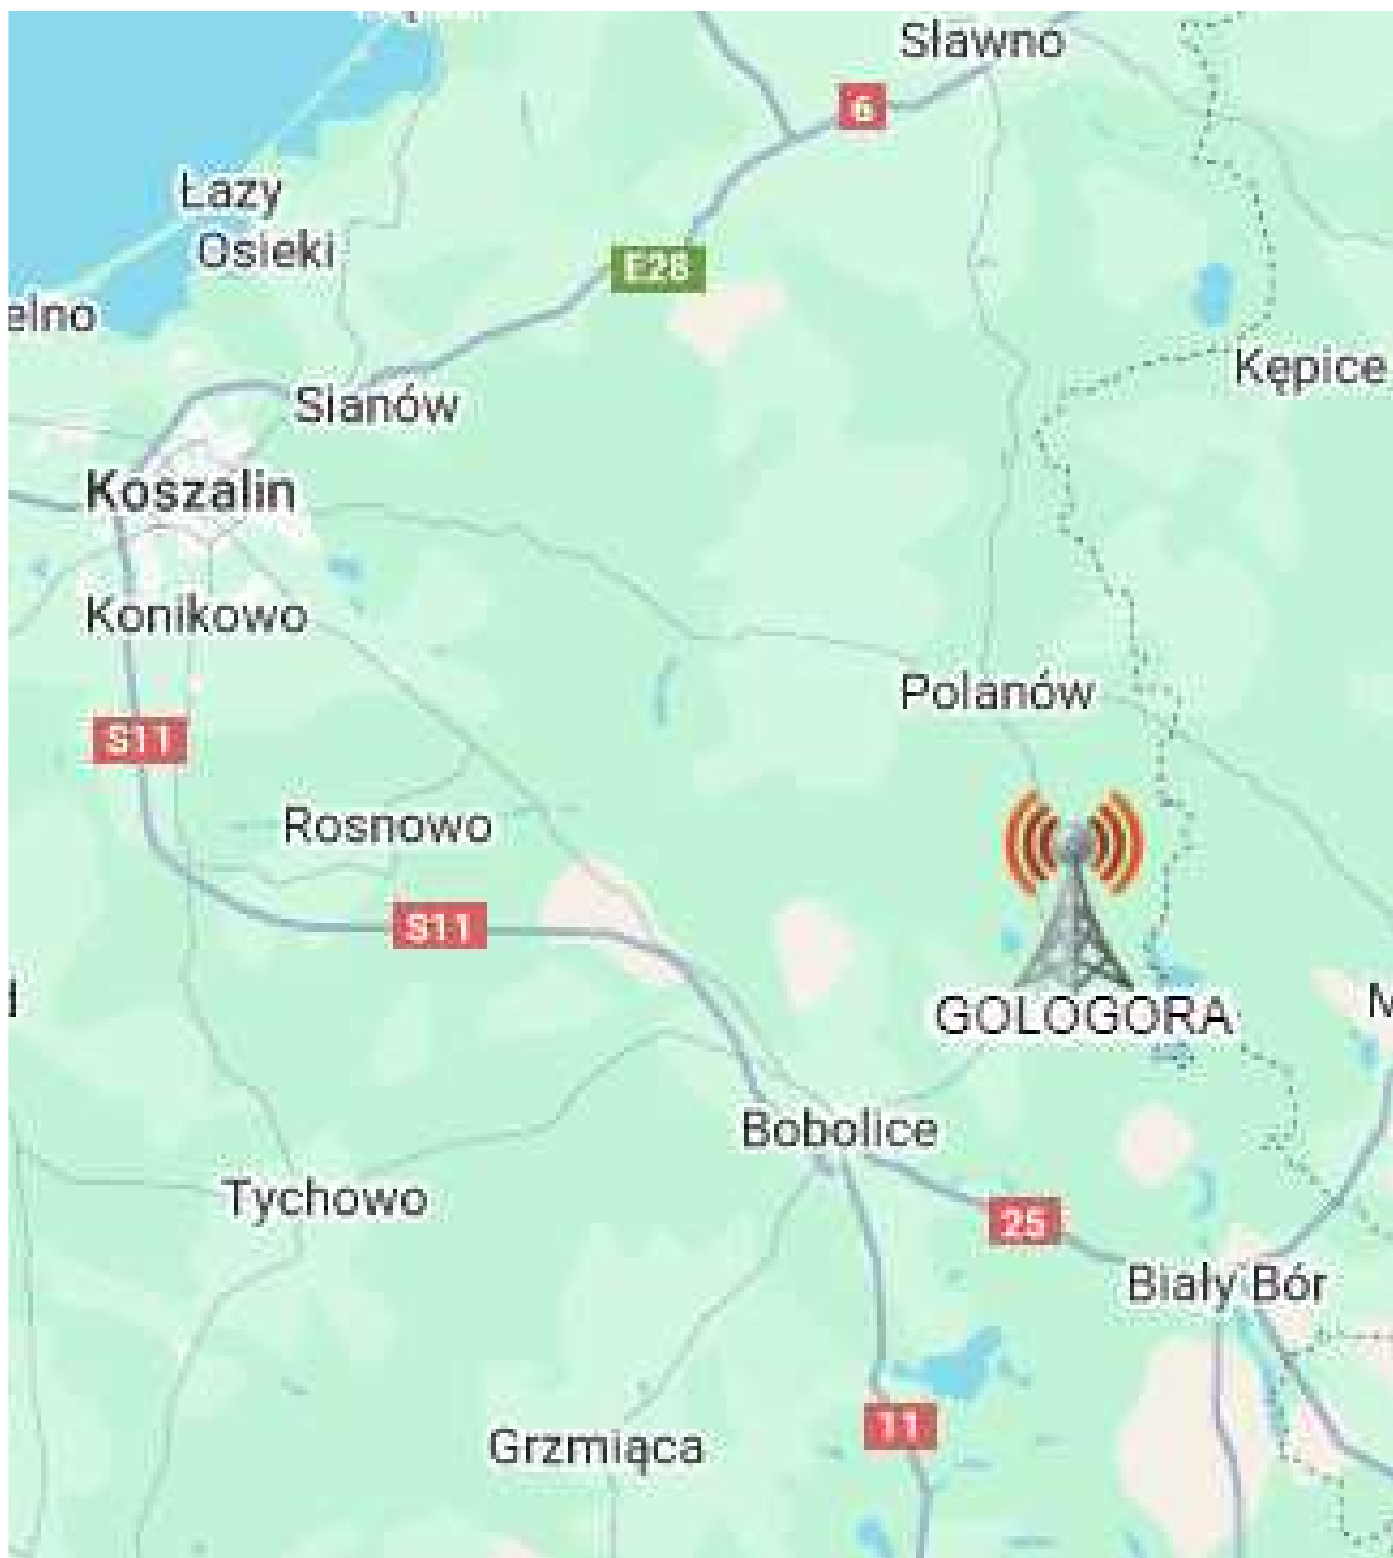 Sławno
6
Łazy
Osieki
E28
elno
Kępice
Sianów
Koszalin
Konikowo
Polanów
S11
Rosnowo
S11
GOLOGORA
M
Bobolice
Tychowo
25
Biały Bór
11
Grzmiąca